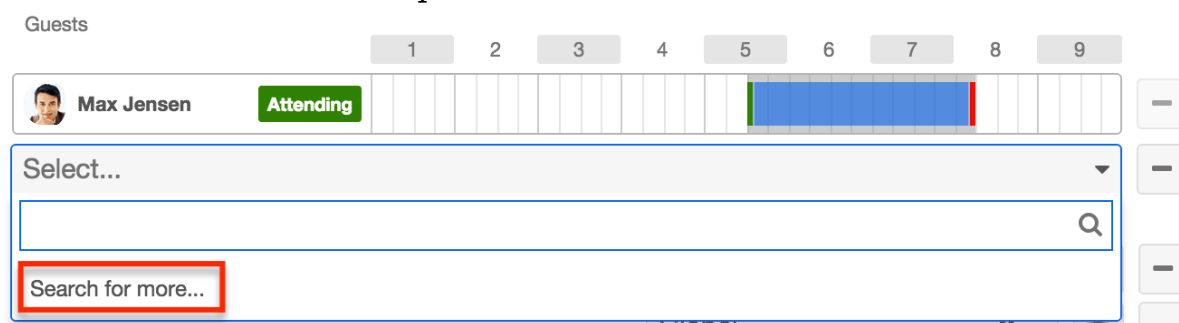 Guests
1 2 3 4 5 6 7 8 9
Max Jensen Attending
Select...
Search for more...